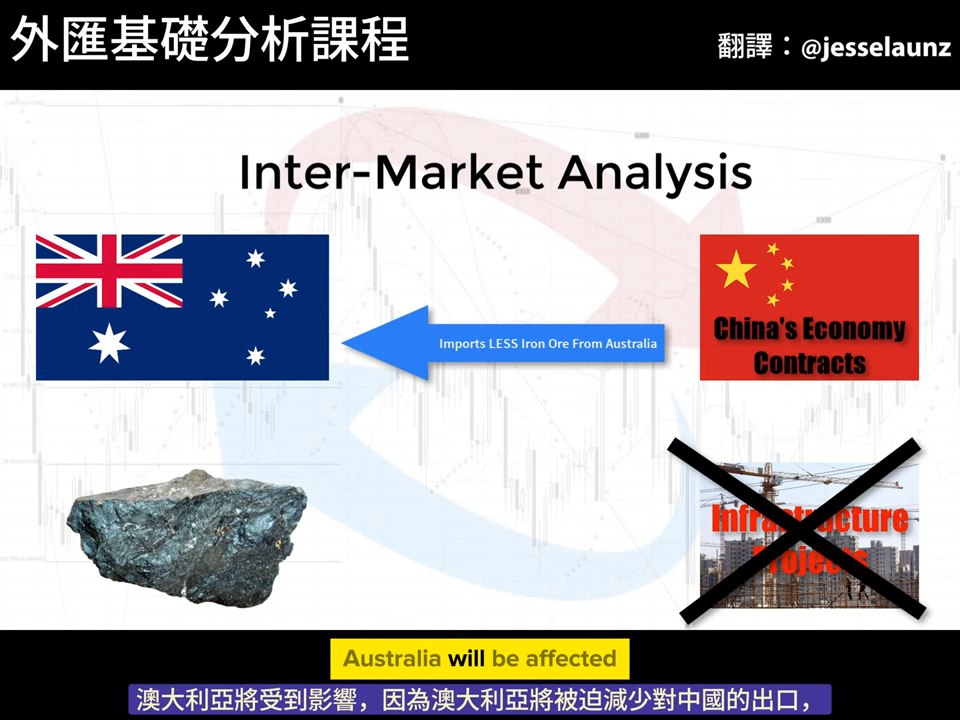 外匯基礎分析課程
翻譯：@jesselaunz
Inter-Market Analysis
Imports LESS Iron Ore From Australia
China's Economy
Contracts
Infrastructure
Projects
Australia will be affected
澳大利亞將受到影響，因為澳大利亞將被迫減少對中國的出口，